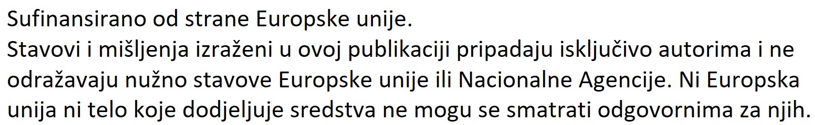 Sufinansirano od strane Europske unije.
Stavovi i mišljenja izraženi u ovoj publikaciji pripadaju isključivo autorima i ne
odražavaju nužno stavove Europske unije ili Nacionalne Agencije. Ni Europska
unija ni telo koje dodjeljuje sredstva ne mogu se smatrati odgovornima za njih.